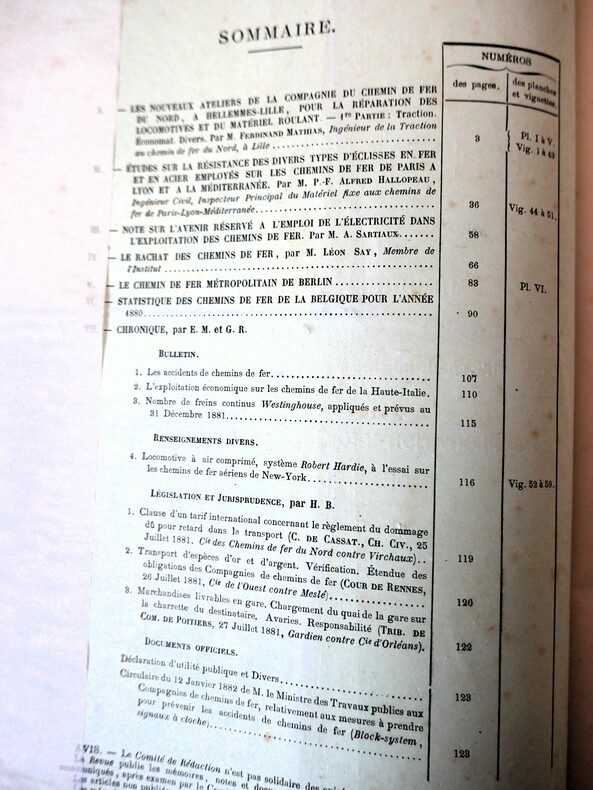 SOMMAIRE.
NUMÉROS
des pages.
des planches
et vignettes.
I. — LES NOUVEAUX ATELIERS DE LA COMPAGNIE DU CHEMIN DE FER
DU NORD, A HELLEMMES-LILLE, POUR LA RÉPARATION DES
LOCOMOTIVES ET DU MATÉRIEL ROULANT. — 1re PARTIE: Traction.
Économat. Divers. Par M. FERDINAND MATHIAS, Ingénieur de la Traction
au chemin de fer du Nord, à Lille
3
Pl. I à V.
Vig. 1 à 43
II. — ÉTUDES SUR LA RÉSISTANCE DES DIVERS TYPES D'ÉCLISSES EN FER
ET EN ACIER EMPLOYÉS SUR LES CHEMINS DE FER DE PARIS A
LYON ET A LA MÉDITERRANÉE. Par M. P.-F. ALFRED HALLOPEAU,
Ingénieur Civil, Inspecteur Principal du Matériel fixe aux chemins de
fer de Paris-Lyon-Méditerranée
36
Vig. 44 à 51.
III. — NOTE SUR L'AVENIR RÉSERVÉ A L'EMPLOI DE L'ÉLECTRICITÉ DANS
L'EXPLOITATION DES CHEMINS DE FER. Par M. A. SARTIAUX
58
IV. — LE RACHAT DES CHEMINS DE FER, par M. LÉON SAY, Membre de
l'Institut
66
V. — LE CHEMIN DE FER MÉTROPOLITAIN DE BERLIN
83
Pl. VI.
VI. — STATISTIQUE DES CHEMINS DE FER DE LA BELGIQUE POUR L'ANNÉE
1880
90
— CHRONIQUE, par E. M. et G. R.
BULLETIN.
1. Les accidents de chemins de fer
107
2. L'exploitation économique sur les chemins de fer de la Haute-Italie.
110
3. Nombre de freins continus Westinghouse, appliqués et prévus au
31 Décembre 1881
115
RENSEIGNEMENTS DIVERS.
4. Locomotive à air comprimé, système Robert Hardie, à l'essai sur
les chemins de fer aériens de New-York
116
Vig. 52 à 59.
LÉGISLATION ET JURISPRUDENCE, par H. B.
1. Clause d'un tarif international concernant le règlement du dommage
dû pour retard dans le transport (C. DE CASSAT., CH. CIV., 25
Juillet 1881. Cie des Chemins de fer du Nord contre Virchaux)
119
2. Transport d'espèces d'or et d'argent. Vérification. Étendue des
obligations des Compagnies de chemins de fer (COUR DE RENNES,
26 Juillet 1881, Cie de l'Ouest contre Meslé)
120
3. Marchandises livrables en gare. Chargement du quai de la gare sur
la charrette du destinataire. Avaries. Responsabilité (TRIB. DE
COM. DE POITIERS, 27 Juillet 1881, Gardien contre Cie d'Orléans).
122
DOCUMENTS OFFICIELS.
Déclaration d'utilité publique et Divers
123
Circulaire du 12 Janvier 1882 de M. le Ministre des Travaux publics aux
Compagnies de chemins de fer, relativement aux mesures à prendre
pour prévenir les accidents de chemins de fer (Block-system,
signaux à cloche)
123
AVIS. — Le Comité de Rédaction n'est pas solidaire des
La Revue publie les mémoires, notes et
après examen par le
Les articles non